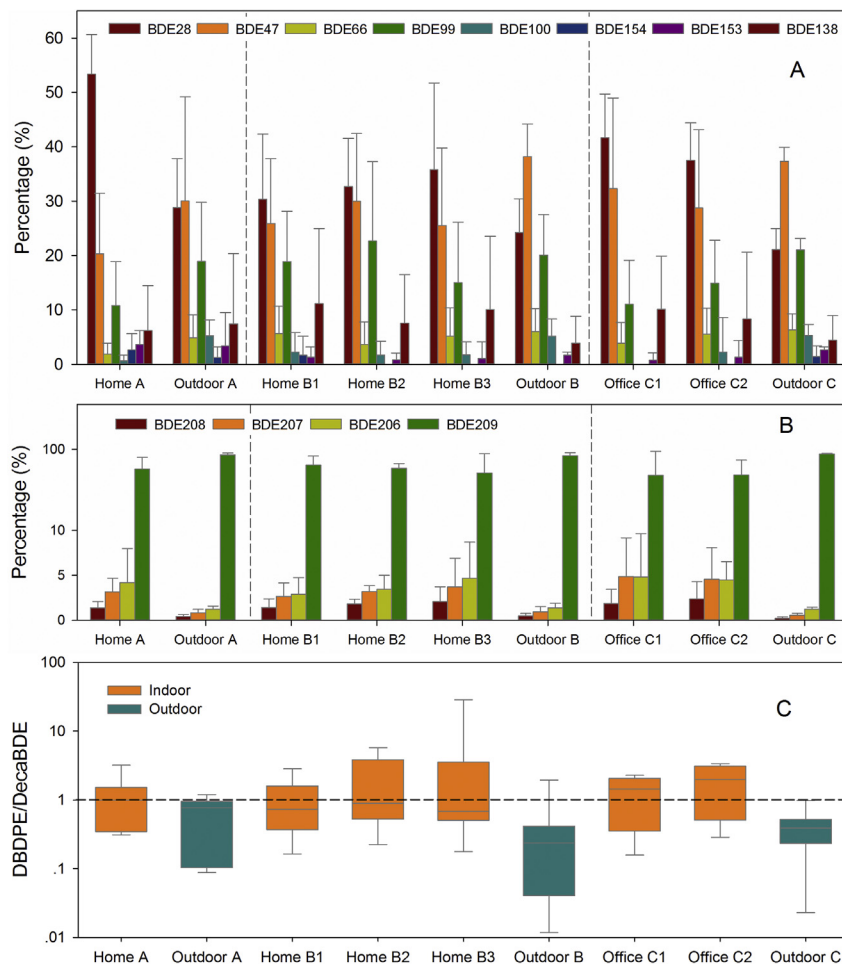 BDE28 BDE47 BDE66 BDE99 BDE100 BDE154 BDE153 BDE138
A
Percentage (%)
60
50
40
30
20
10
0
Home A Outdoor A Home B1 Home B2 Home B3 Outdoor B Office C1 Office C2 Outdoor C
BDE208 BDE207 BDE206 BDE209
B
Percentage (%)
100
10
5
0
Home A Outdoor A Home B1 Home B2 Home B3 Outdoor B Office C1 Office C2 Outdoor C
Indoor
Outdoor
C
DBDPE/DecaBDE
100
10
1
.1
.01
Home A Outdoor A Home B1 Home B2 Home B3 Outdoor B Office C1 Office C2 Outdoor C